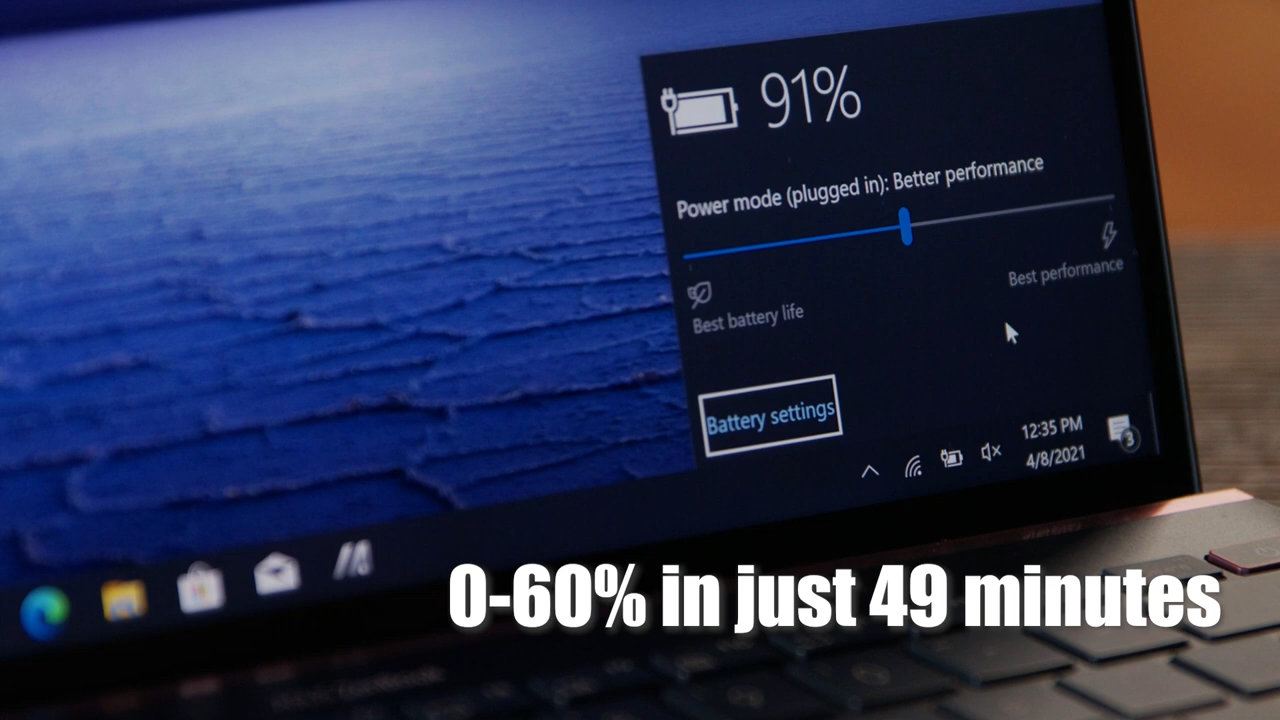 91%
Power mode (plugged in): Better performance
Best battery life
Best performance
Battery settings
12:35 PM
4/8/2021
3
0-60% in just 49 minutes